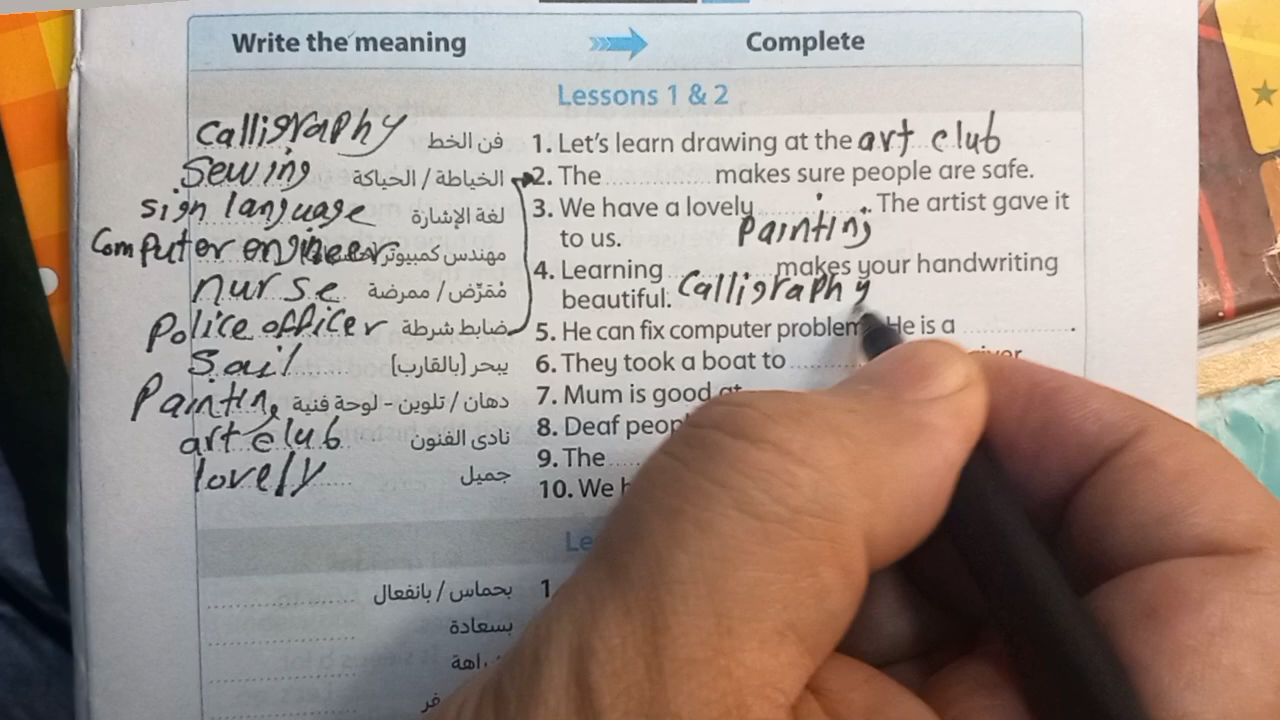 Write the meaning
Complete
Lessons 1 & 2
calligraphy فن الخط
Sewing الخياطة / الحياكة
sign language لغة الإشارة
Computer engineer مهندس كمبيوتر
nurse مُمَرِّض / ممرضة
Police officer ضابط شرطة
Sail يبحر (بالقارب)
Painting دهان / تلوين - لوحة فنية
art club نادى الفنون
lovely جميل
1. Let's learn drawing at the art club
2. The ............ makes sure people are safe.
3. We have a lovely ............. The artist gave it
to us. Painting
4. Learning ............ makes your handwriting
beautiful. Calligraphy
5. He can fix computer problem He is a ............ .
6. They took a boat to ............
7. Mum is good at
8. Deaf
9. The ....
10. We
بحماس / بانفعال
بسعادة
1